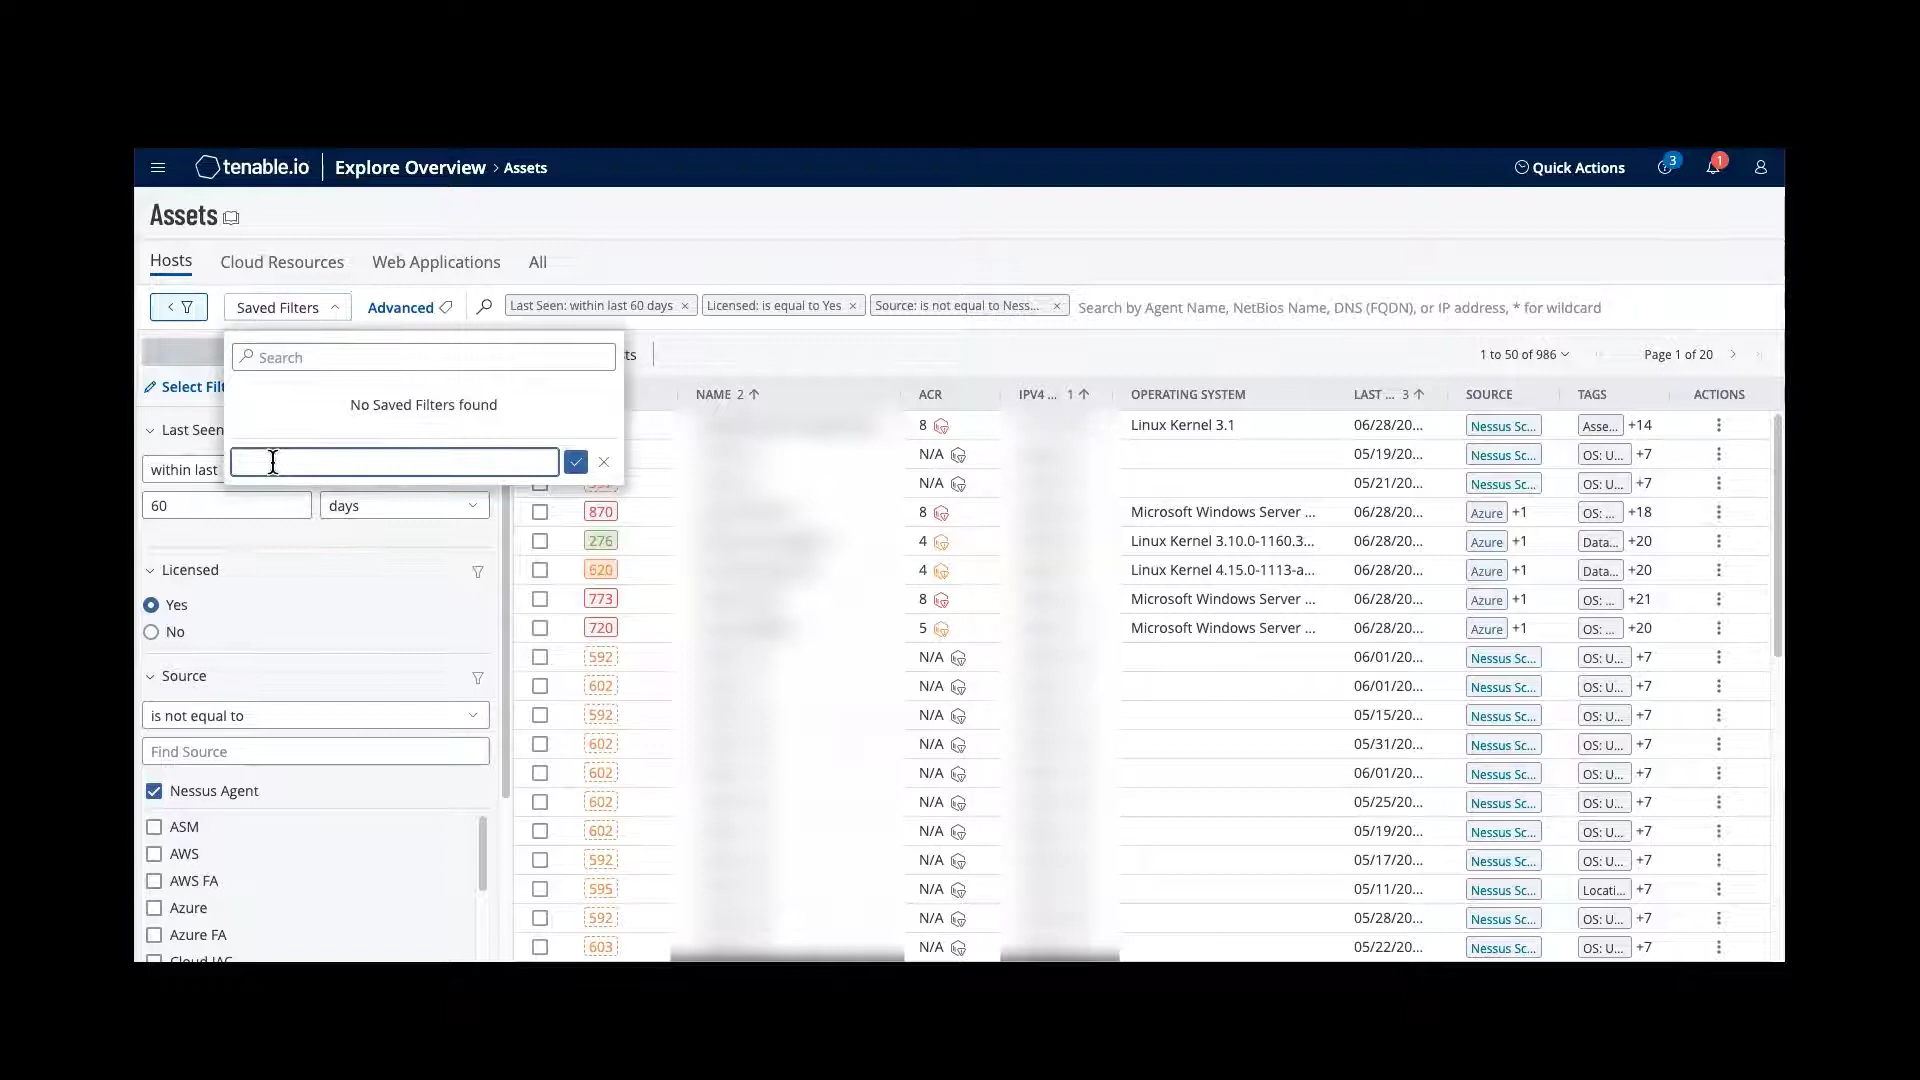 tenable.io Explore Overview > Assets Quick Actions 3 1
Assets
Hosts Cloud Resources Web Applications All
Saved Filters Advanced Last Seen: within last 60 days × Licensed: is equal to Yes × Source: is not equal to Ness... × Search by Agent Name, NetBios Name, DNS (FQDN), or IP address, * for wildcard
Search 1 to 50 of 986 Page 1 of 20
Select
No Saved Filters found
Last Seen
within last
60 days
Licensed
Yes
No
Source
is not equal to
Find Source
Nessus Agent
ASM
AWS
AWS FA
Azure
Azure FA
Cloud IAC
NAME 2 ACR IPV4 ... 1 OPERATING SYSTEM LAST ... 3 SOURCE TAGS ACTIONS
8 Linux Kernel 3.1 06/28/20... Nessus Sc... Asse... +14
N/A 05/19/20... Nessus Sc... OS: U... +7
N/A 05/21/20... Nessus Sc... OS: U... +7
870 8 Microsoft Windows Server ... 06/28/20... Azure +1 OS: ... +18
276 4 Linux Kernel 3.10.0-1160.3... 06/28/20... Azure +1 Data... +20
620 4 Linux Kernel 4.15.0-1113-a... 06/28/20... Azure +1 Data... +20
773 8 Microsoft Windows Server ... 06/28/20... Azure +1 OS: ... +21
720 5 Microsoft Windows Server ... 06/28/20... Azure +1 OS: ... +20
592 N/A 06/01/20... Nessus Sc... OS: U... +7
602 N/A 06/01/20... Nessus Sc... OS: U... +7
592 N/A 05/15/20... Nessus Sc... OS: U... +7
602 N/A 05/31/20... Nessus Sc... OS: U... +7
602 N/A 06/01/20... Nessus Sc... OS: U... +7
602 N/A 05/25/20... Nessus Sc... OS: U... +7
602 N/A 05/19/20... Nessus Sc... OS: U... +7
592 N/A 05/17/20... Nessus Sc... OS: U... +7
595 N/A 05/11/20... Nessus Sc... Locati... +7
592 N/A 05/28/20... Nessus Sc... OS: U... +7
603 N/A 05/22/20... Nessus Sc... OS: U... +7